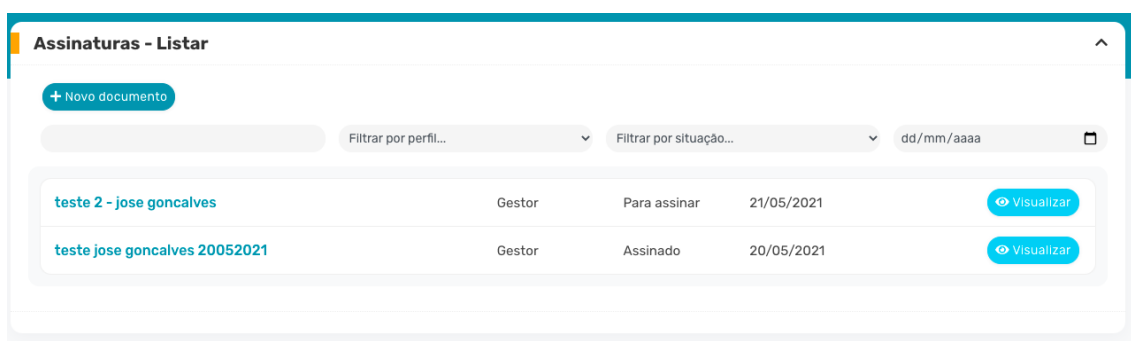 Assinaturas - Listar
+ Novo documento
Filtrar por perfil... Filtrar por situação... dd/mm/aaaa
teste 2 - jose goncalves Gestor Para assinar 21/05/2021 Visualizar
teste jose goncalves 20052021 Gestor Assinado 20/05/2021 Visualizar